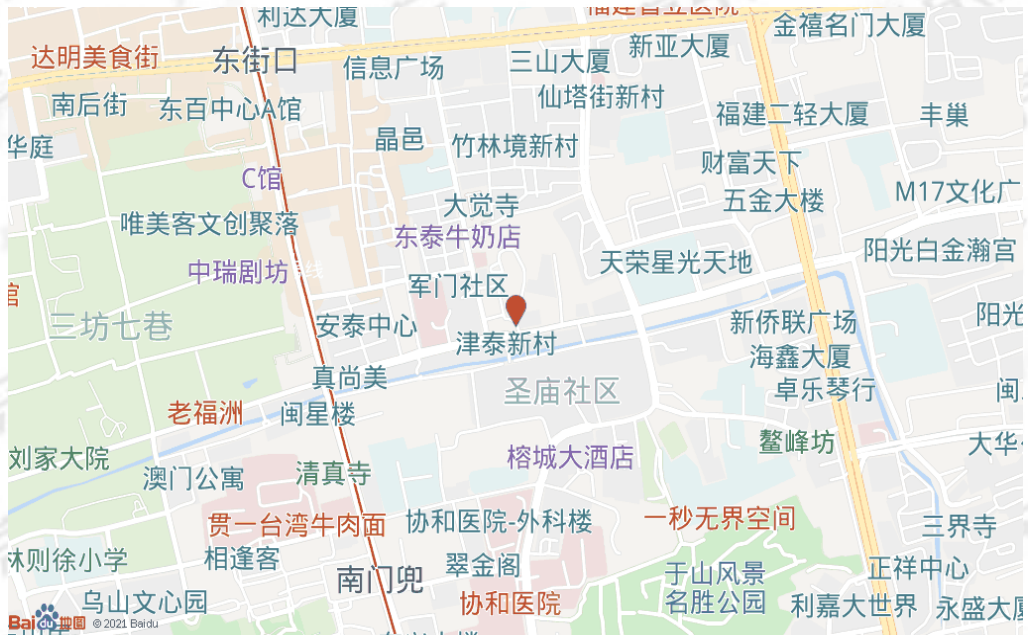 利达大厦
福建省立医院
金禧名门大厦
达明美食街
东街口
信息广场
三山大厦
新亚大厦
南后街
东百中心A馆
仙塔街新村
福建二轻大厦
丰巢
华庭
晶邑
竹林境新村
财富天下
C馆
大觉寺
五金大楼
M17文化广
唯美客文创聚落
东泰牛奶店
天荣星光天地
阳光白金瀚宫
中瑞剧坊
线
军门社区
馆
三坊七巷
安泰中心
津泰新村
新侨联广场
阳光
海鑫大厦
真尚美
圣庙社区
卓乐琴行
闽
老福洲
闽星楼
刘家大院
榕城大酒店
鳌峰坊
大华
澳门公寓
清真寺
贯一台湾牛肉面
协和医院-外科楼
一秒无界空间
三界寺
林则徐小学
相逢客
南门兜
翠金阁
于山风景
名胜公园
正祥中心
乌山文心园
协和医院
利嘉大世界
永盛大厦
Bai du 地图 © 2021 Baidu